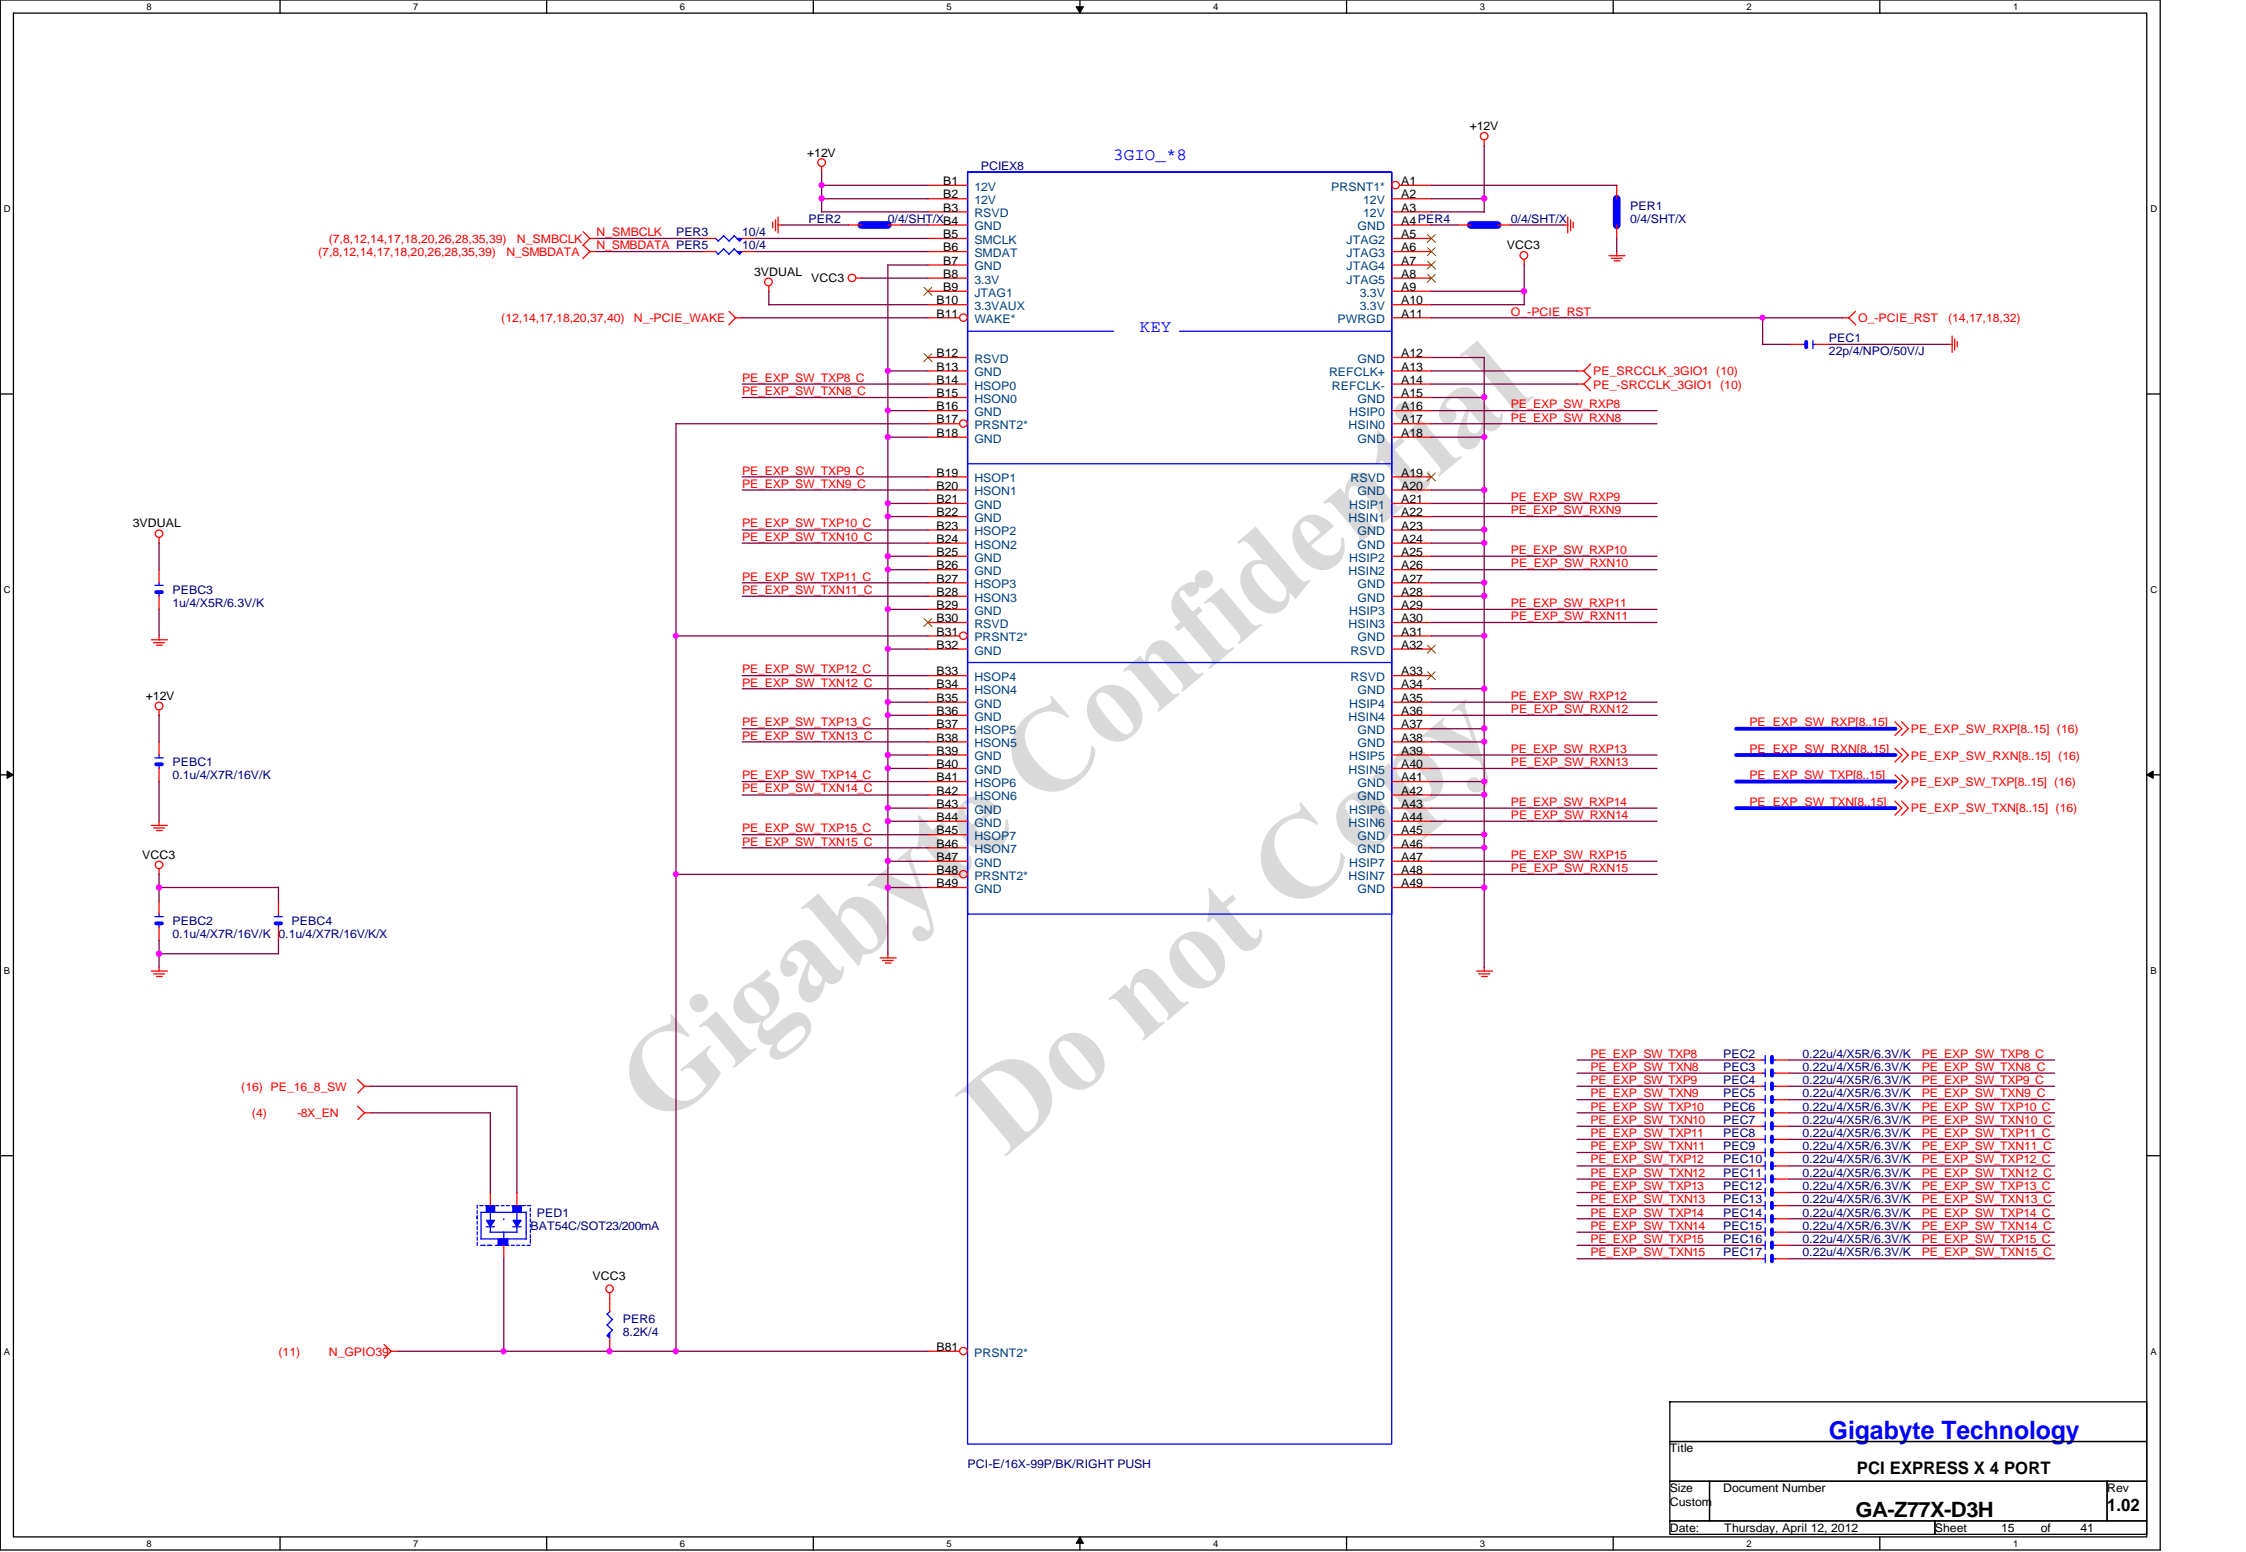 8 7 6 5 4 3 2 1
D
C
B
A
3GIO_*8
PCIEX8
+12V
+12V
B1 12V
B2 12V
B3 RSVD
B4 GND
B5 SMCLK
B6 SMDAT
B7 GND
B8 3.3V
B9 JTAG1
B10 3.3VAUX
B11 WAKE*
PRSNT1* A1
12V A2
12V A3
GND A4
JTAG2 A5
JTAG3 A6
JTAG4 A7
JTAG5 A8
3.3V A9
3.3V A10
PWRGD A11
PER2 0/4/SHT/X
PER4 0/4/SHT/X
PER1
0/4/SHT/X
(7,8,12,14,17,18,20,26,28,35,39) N_SMBCLK N_SMBCLK PER3 10/4
(7,8,12,14,17,18,20,26,28,35,39) N_SMBDATA N_SMBDATA PER5 10/4
3VDUAL VCC3
VCC3
(12,14,17,18,20,37,40) N_-PCIE_WAKE
O_-PCIE_RST
O_-PCIE_RST (14,17,18,32)
PEC1
22p/4/NPO/50V/J
KEY
B12 RSVD
B13 GND
PE_EXP_SW_TXP8_C B14 HSOP0
PE_EXP_SW_TXN8_C B15 HSON0
B16 GND
B17 PRSNT2*
B18 GND
GND A12
REFCLK+ A13 PE_SRCCLK_3GIO1 (10)
REFCLK- A14 PE_-SRCCLK_3GIO1 (10)
GND A15
HSIP0 A16 PE_EXP_SW_RXP8
HSIN0 A17 PE_EXP_SW_RXN8
GND A18
PE_EXP_SW_TXP9_C B19 HSOP1
PE_EXP_SW_TXN9_C B20 HSON1
B21 GND
B22 GND
PE_EXP_SW_TXP10_C B23 HSOP2
PE_EXP_SW_TXN10_C B24 HSON2
B25 GND
B26 GND
PE_EXP_SW_TXP11_C B27 HSOP3
PE_EXP_SW_TXN11_C B28 HSON3
B29 GND
B30 RSVD
B31 PRSNT2*
B32 GND
RSVD A19
GND A20
HSIP1 A21 PE_EXP_SW_RXP9
HSIN1 A22 PE_EXP_SW_RXN9
GND A23
GND A24
HSIP2 A25 PE_EXP_SW_RXP10
HSIN2 A26 PE_EXP_SW_RXN10
GND A27
GND A28
HSIP3 A29 PE_EXP_SW_RXP11
HSIN3 A30 PE_EXP_SW_RXN11
GND A31
RSVD A32
PE_EXP_SW_TXP12_C B33 HSOP4
PE_EXP_SW_TXN12_C B34 HSON4
B35 GND
B36 GND
PE_EXP_SW_TXP13_C B37 HSOP5
PE_EXP_SW_TXN13_C B38 HSON5
B39 GND
B40 GND
PE_EXP_SW_TXP14_C B41 HSOP6
PE_EXP_SW_TXN14_C B42 HSON6
B43 GND
B44 GND
PE_EXP_SW_TXP15_C B45 HSOP7
PE_EXP_SW_TXN15_C B46 HSON7
B47 GND
B48 PRSNT2*
B49 GND
RSVD A33
GND A34
HSIP4 A35 PE_EXP_SW_RXP12
HSIN4 A36 PE_EXP_SW_RXN12
GND A37
GND A38
HSIP5 A39 PE_EXP_SW_RXP13
HSIN5 A40 PE_EXP_SW_RXN13
GND A41
GND A42
HSIP6 A43 PE_EXP_SW_RXP14
HSIN6 A44 PE_EXP_SW_RXN14
GND A45
GND A46
HSIP7 A47 PE_EXP_SW_RXP15
HSIN7 A48 PE_EXP_SW_RXN15
GND A49
3VDUAL
PEBC3
1u/4/X5R/6.3V/K
+12V
PEBC1
0.1u/4/X7R/16V/K
VCC3
PEBC2
0.1u/4/X7R/16V/K
PEBC4
0.1u/4/X7R/16V/K/X
PE_EXP_SW_RXP[8..15] PE_EXP_SW_RXP[8..15] (16)
PE_EXP_SW_RXN[8..15] PE_EXP_SW_RXN[8..15] (16)
PE_EXP_SW_TXP[8..15] PE_EXP_SW_TXP[8..15] (16)
PE_EXP_SW_TXN[8..15] PE_EXP_SW_TXN[8..15] (16)
Gigabyte Confidential
Do not Copy
(16) PE_16_8_SW
(4) -8X_EN
PED1
BAT54C/SOT23/200mA
VCC3
PER6
8.2K/4
(11) N_GPIO39
B81 PRSNT2*
PE_EXP_SW_TXP8 PEC2 0.22u/4/X5R/6.3V/K PE_EXP_SW_TXP8_C
PE_EXP_SW_TXN8 PEC3 0.22u/4/X5R/6.3V/K PE_EXP_SW_TXN8_C
PE_EXP_SW_TXP9 PEC4 0.22u/4/X5R/6.3V/K PE_EXP_SW_TXP9_C
PE_EXP_SW_TXN9 PEC5 0.22u/4/X5R/6.3V/K PE_EXP_SW_TXN9_C
PE_EXP_SW_TXP10 PEC6 0.22u/4/X5R/6.3V/K PE_EXP_SW_TXP10_C
PE_EXP_SW_TXN10 PEC7 0.22u/4/X5R/6.3V/K PE_EXP_SW_TXN10_C
PE_EXP_SW_TXP11 PEC8 0.22u/4/X5R/6.3V/K PE_EXP_SW_TXP11_C
PE_EXP_SW_TXN11 PEC9 0.22u/4/X5R/6.3V/K PE_EXP_SW_TXN11_C
PE_EXP_SW_TXP12 PEC10 0.22u/4/X5R/6.3V/K PE_EXP_SW_TXP12_C
PE_EXP_SW_TXN12 PEC11 0.22u/4/X5R/6.3V/K PE_EXP_SW_TXN12_C
PE_EXP_SW_TXP13 PEC12 0.22u/4/X5R/6.3V/K PE_EXP_SW_TXP13_C
PE_EXP_SW_TXN13 PEC13 0.22u/4/X5R/6.3V/K PE_EXP_SW_TXN13_C
PE_EXP_SW_TXP14 PEC14 0.22u/4/X5R/6.3V/K PE_EXP_SW_TXP14_C
PE_EXP_SW_TXN14 PEC15 0.22u/4/X5R/6.3V/K PE_EXP_SW_TXN14_C
PE_EXP_SW_TXP15 PEC16 0.22u/4/X5R/6.3V/K PE_EXP_SW_TXP15_C
PE_EXP_SW_TXN15 PEC17 0.22u/4/X5R/6.3V/K PE_EXP_SW_TXN15_C
PCI-E/16X-99P/BK/RIGHT PUSH
Gigabyte Technology
Title
PCI EXPRESS X 4 PORT
Size Document Number Rev
Custom GA-Z77X-D3H 1.02
Date: Thursday, April 12, 2012 Sheet 15 of 41
D
C
B
A
8 7 6 5 4 3 2 1